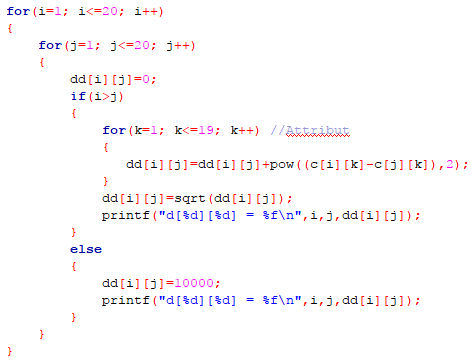 for(i=1; i<=20; i++)
{
for(j=1; j<=20; j++)
{
dd[i][j]=0;
if(i>j)
{
for(k=1; k<=19; k++) //Attribut
{
dd[i][j]=dd[i][j]+pow((c[i][k]-c[j][k]),2);
}
dd[i][j]=sqrt(dd[i][j]);
printf("d[%d][%d] = %f\n",i,j,dd[i][j]);
}
else
{
dd[i][j]=10000;
printf("d[%d][%d] = %f\n",i,j,dd[i][j]);
}
}
}